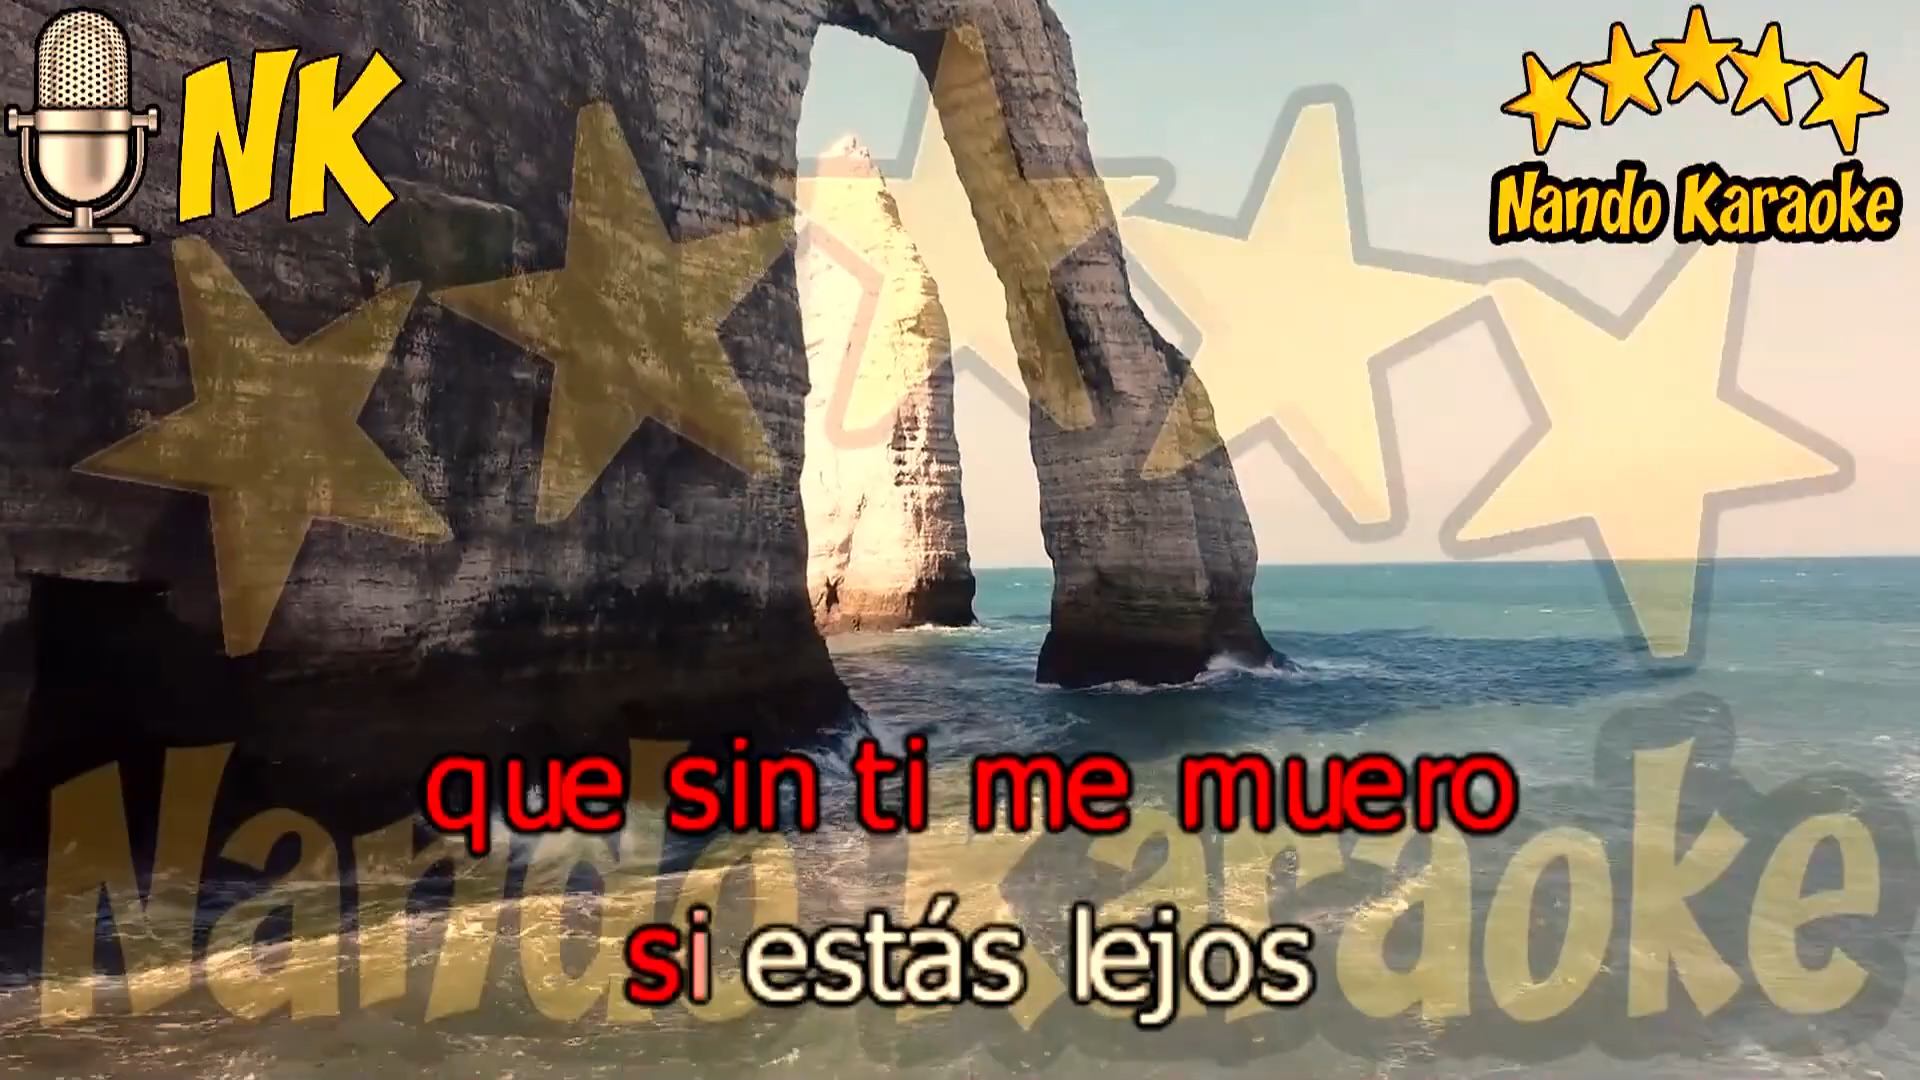 NK
Nando Karaoke
que sin ti me muero
si estás lejos
Nando Karaoke